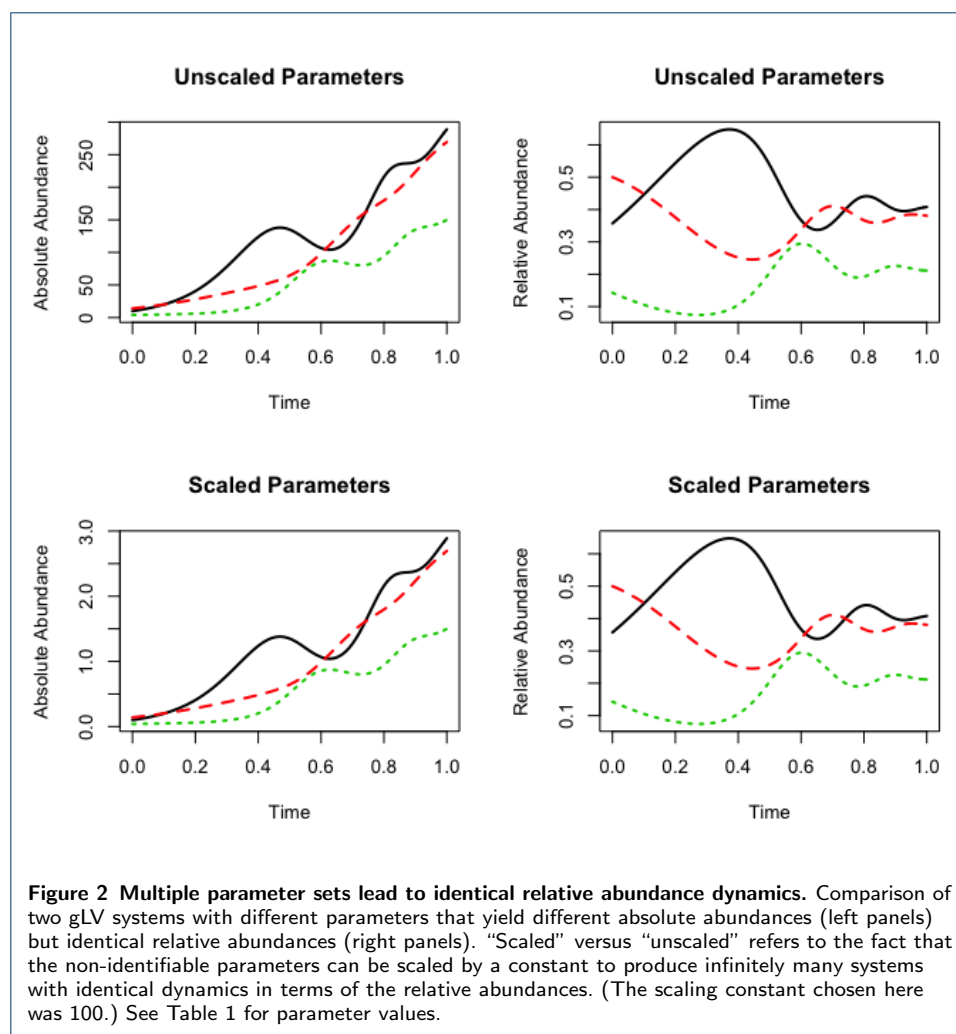 Unscaled Parameters
Absolute Abundance
0
50
150
250
0.0 0.2 0.4 0.6 0.8 1.0
Time
Unscaled Parameters
Relative Abundance
0.1
0.3
0.5
0.0 0.2 0.4 0.6 0.8 1.0
Time
Scaled Parameters
Absolute Abundance
0.0
1.0
2.0
3.0
0.0 0.2 0.4 0.6 0.8 1.0
Time
Scaled Parameters
Relative Abundance
0.1
0.3
0.5
0.0 0.2 0.4 0.6 0.8 1.0
Time
Figure 2 Multiple parameter sets lead to identical relative abundance dynamics. Comparison of
two gLV systems with different parameters that yield different absolute abundances (left panels)
but identical relative abundances (right panels). “Scaled” versus “unscaled” refers to the fact that
the non-identifiable parameters can be scaled by a constant to produce infinitely many systems
with identical dynamics in terms of the relative abundances. (The scaling constant chosen here
was 100.) See Table 1 for parameter values.